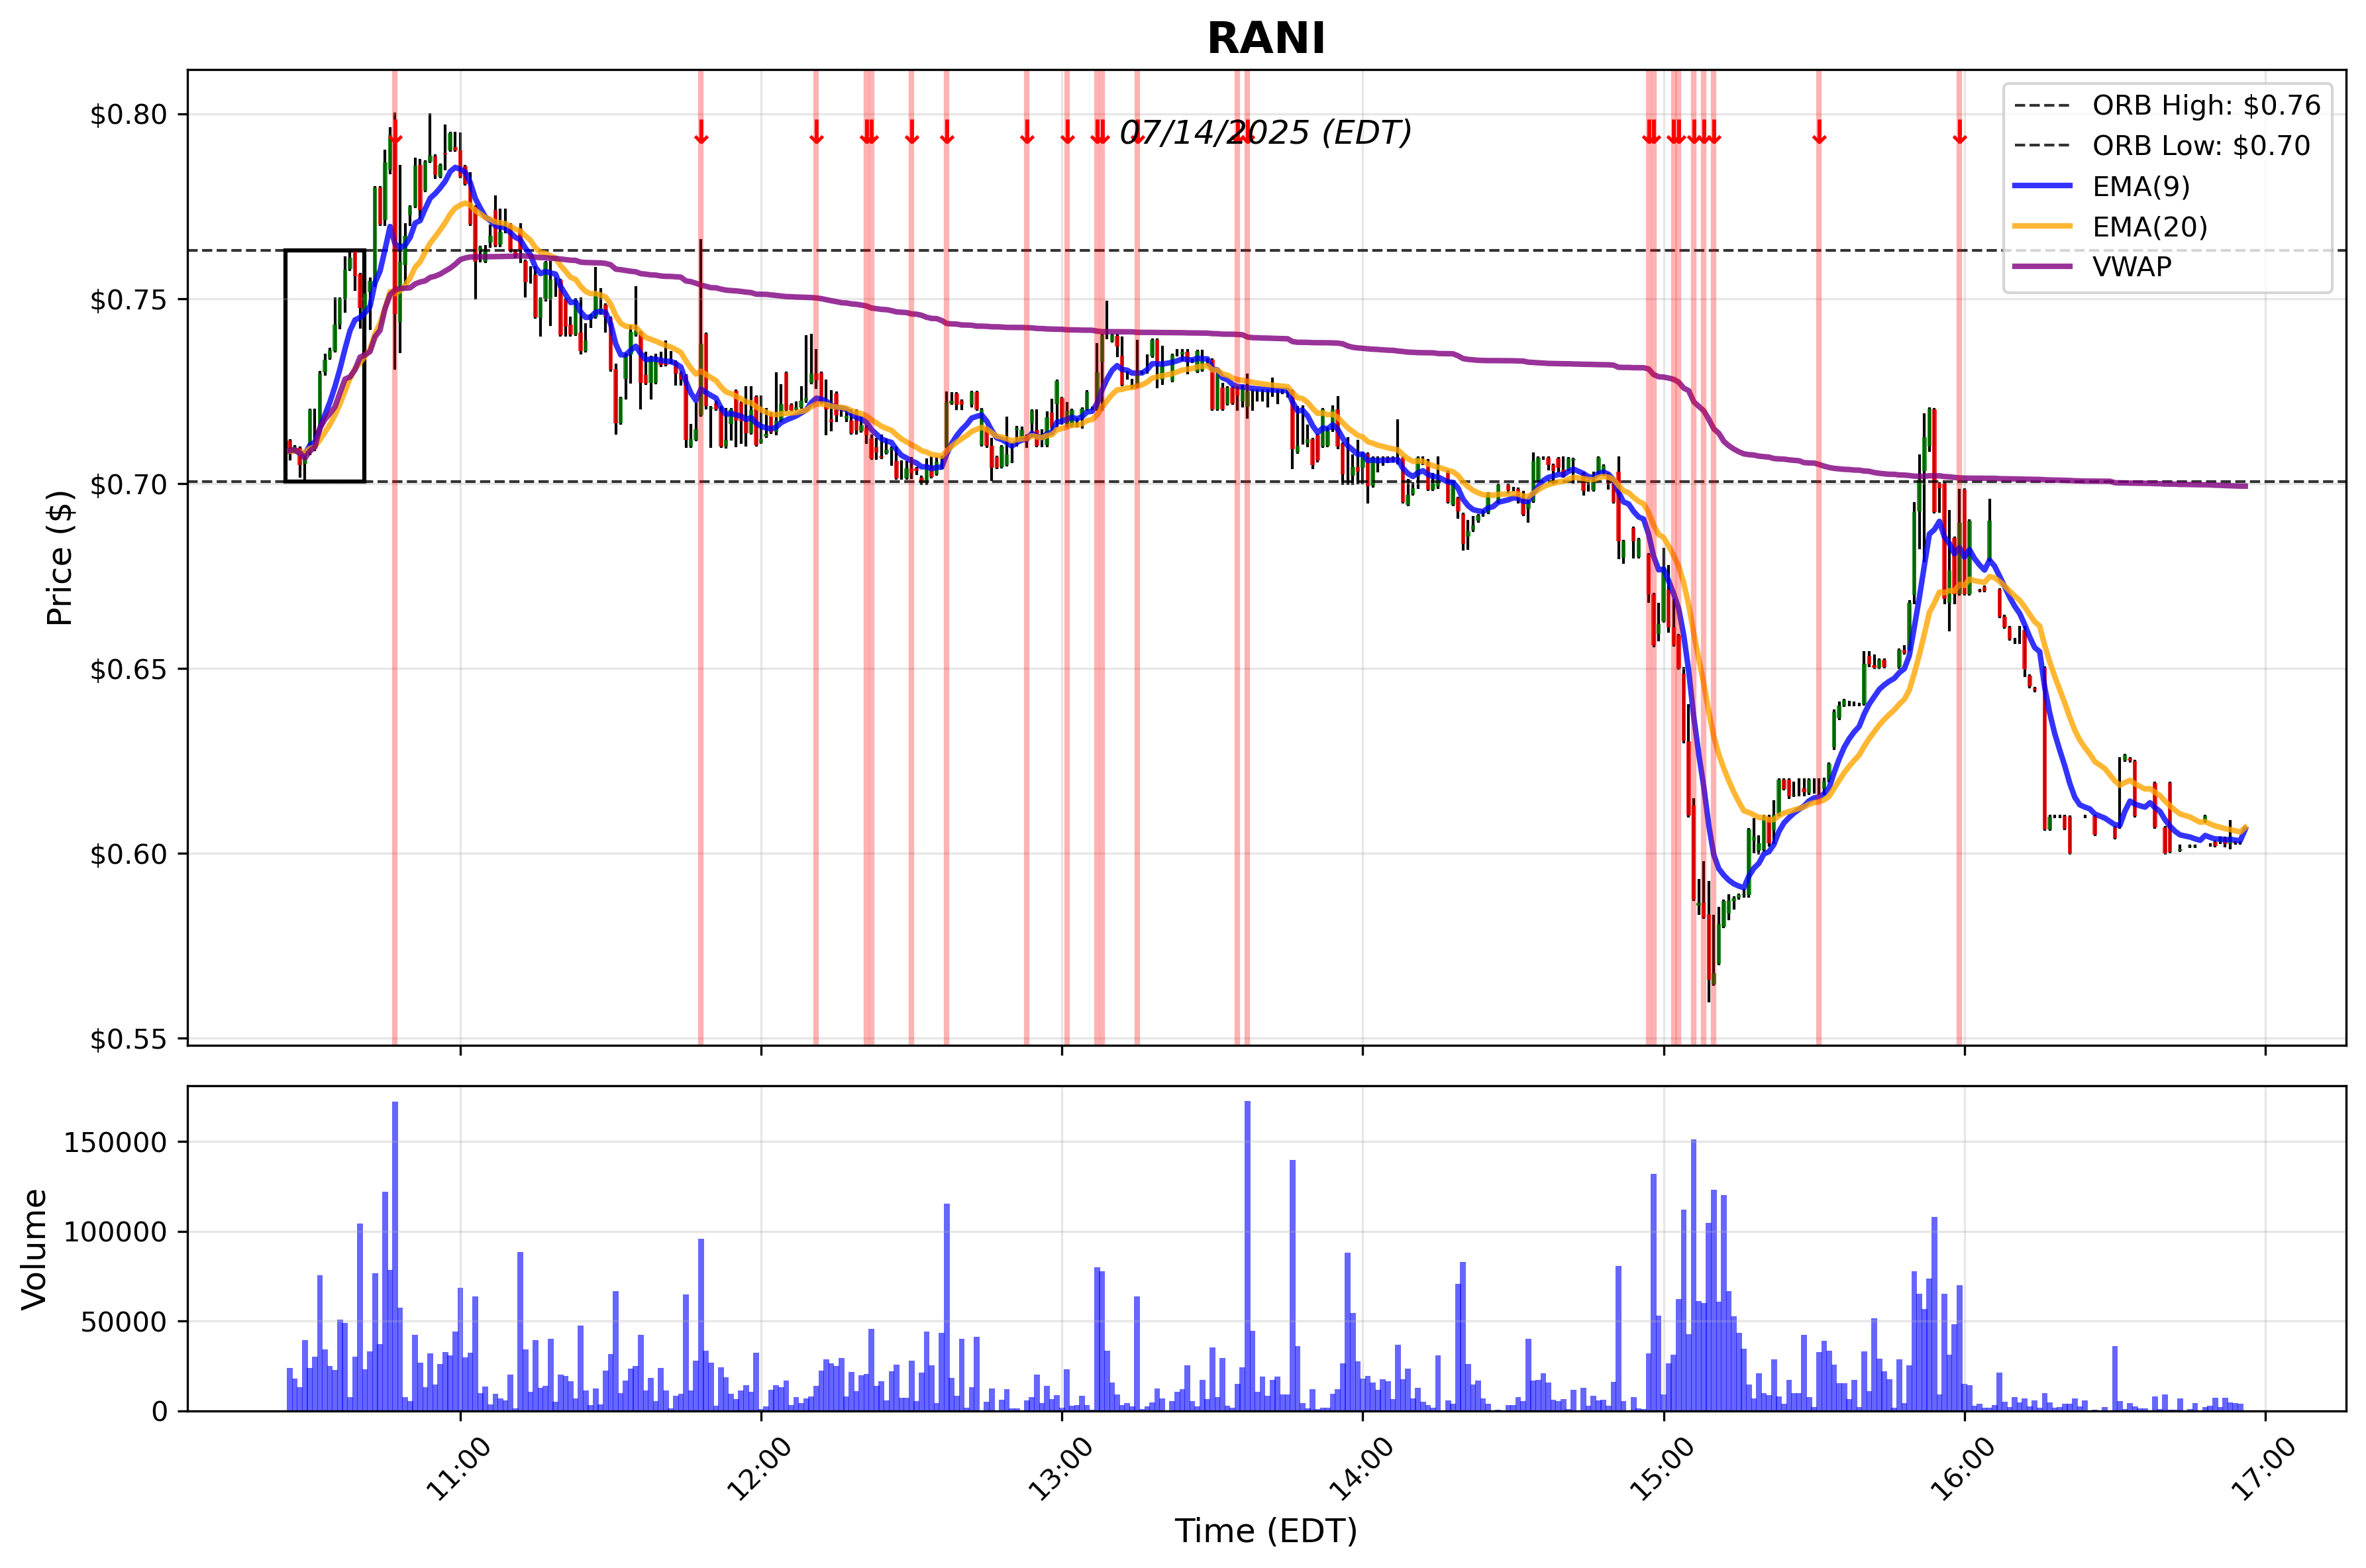 RANI
07/14/2025 (EDT)
ORB High: $0.76
ORB Low: $0.70
EMA(9)
EMA(20)
VWAP
Price ($)
$0.80
$0.75
$0.70
$0.65
$0.60
$0.55
Volume
150000
100000
50000
0
11:00
12:00
13:00
14:00
15:00
16:00
17:00
Time (EDT)